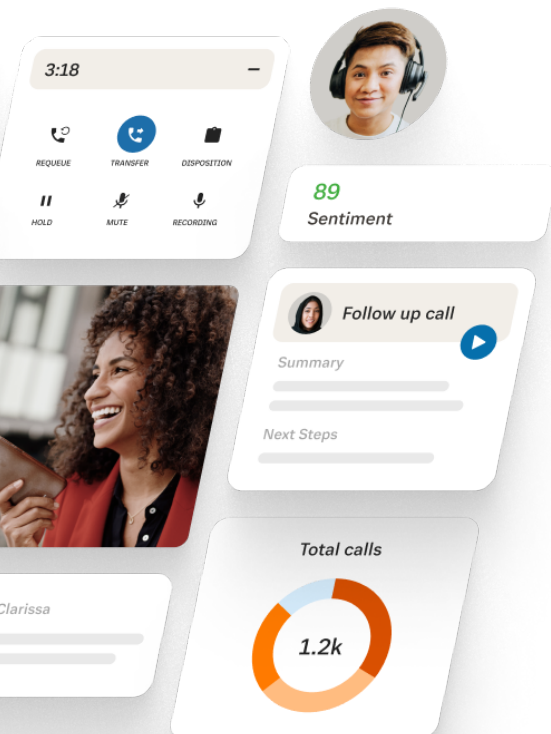 3:18
REQUEUE
TRANSFER
DISPOSITION
HOLD
MUTE
RECORDING
89
Sentiment
Follow up call
Summary
Next Steps
Total calls
1.2k
Clarissa